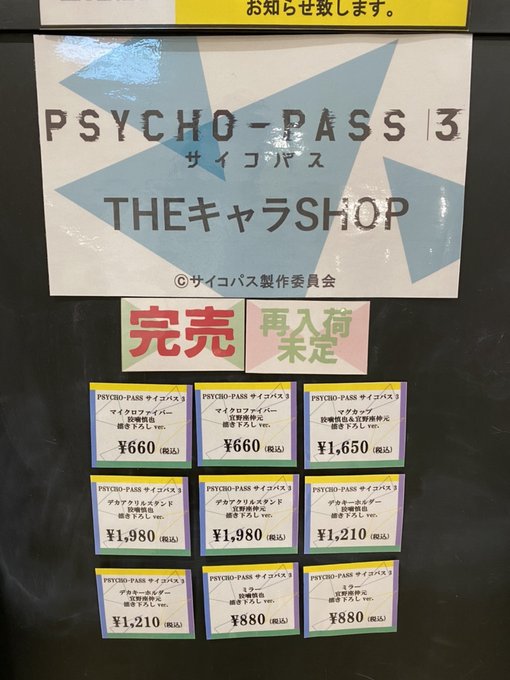 お知らせ致します。
PSYCHO-PASS 3
サイコパス
THEキャラSHOP
©サイコパス製作委員会
完売
再入荷
未定
PSYCHO-PASS サイコパス 3
マイクロファイバー
狡噛慎也
描き下ろし ver.
¥660 (税込)
PSYCHO-PASS サイコパス 3
マイクロファイバー
宜野座伸元
描き下ろし ver.
¥660 (税込)
PSYCHO-PASS サイコパス 3
マグカップ
狡噛慎也&宜野座伸元
描き下ろし ver.
¥1,650 (税込)
PSYCHO-PASS サイコパス 3
デカアクリルスタンド
狡噛慎也
描き下ろし ver.
¥1,980 (税込)
PSYCHO-PASS サイコパス 3
デカアクリルスタンド
宜野座伸元
描き下ろし ver.
¥1,980 (税込)
PSYCHO-PASS サイコパス 3
デカキーホルダー
狡噛慎也
描き下ろし ver.
¥1,210 (税込)
PSYCHO-PASS サイコパス 3
デカキーホルダー
宜野座伸元
描き下ろし ver.
¥1,210 (税込)
PSYCHO-PASS サイコパス 3
ミラー
狡噛慎也
描き下ろし ver.
¥880 (税込)
PSYCHO-PASS サイコパス 3
ミラー
宜野座伸元
描き下ろし ver.
¥880 (税込)